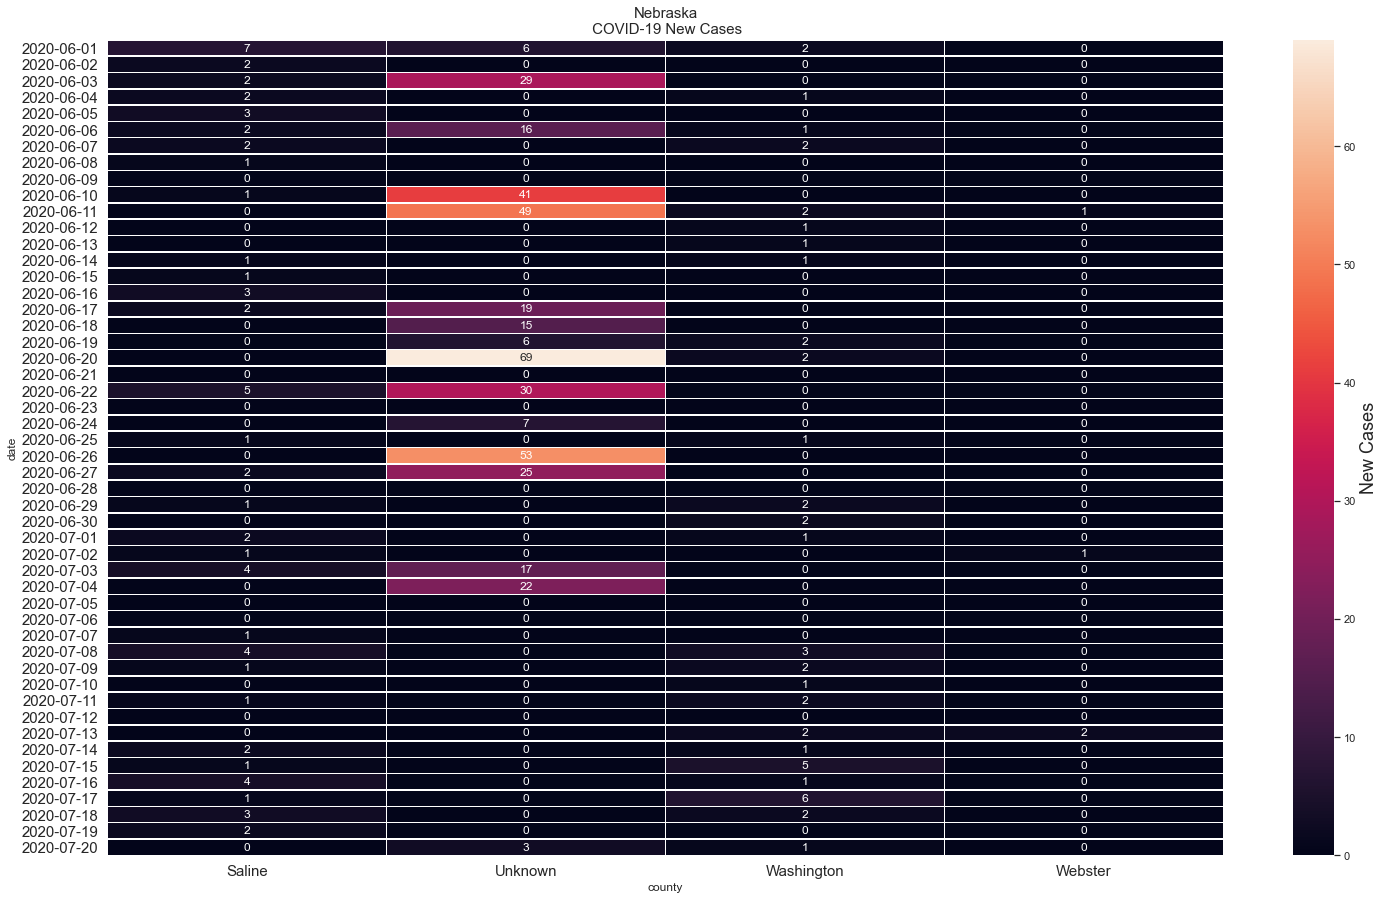 Nebraska
COVID-19 New Cases
2020-06-01 7 6 2 0
2020-06-02 2 0 0 0
2020-06-03 2 29 0 0
2020-06-04 2 0 1 0
2020-06-05 3 0 0 0
2020-06-06 2 16 1 0
2020-06-07 2 0 2 0
2020-06-08 1 0 0 0
2020-06-09 0 0 0 0
2020-06-10 1 41 0 0
2020-06-11 0 49 2 1
2020-06-12 0 0 1 0
2020-06-13 0 0 1 0
2020-06-14 1 0 1 0
2020-06-15 1 0 0 0
2020-06-16 3 0 0 0
2020-06-17 2 19 0 0
2020-06-18 0 15 0 0
2020-06-19 0 6 2 0
2020-06-20 0 69 2 0
2020-06-21 0 0 0 0
2020-06-22 5 30 0 0
2020-06-23 0 0 0 0
2020-06-24 0 7 0 0
2020-06-25 1 0 1 0
2020-06-26 0 53 0 0
2020-06-27 2 25 0 0
2020-06-28 0 0 0 0
2020-06-29 1 0 2 0
2020-06-30 0 0 2 0
2020-07-01 2 0 1 0
2020-07-02 1 0 0 1
2020-07-03 4 17 0 0
2020-07-04 0 22 0 0
2020-07-05 0 0 0 0
2020-07-06 0 0 0 0
2020-07-07 1 0 0 0
2020-07-08 4 0 3 0
2020-07-09 1 0 2 0
2020-07-10 0 0 1 0
2020-07-11 1 0 2 0
2020-07-12 0 0 0 0
2020-07-13 0 0 2 2
2020-07-14 2 0 1 0
2020-07-15 1 0 5 0
2020-07-16 4 0 1 0
2020-07-17 1 0 6 0
2020-07-18 3 0 2 0
2020-07-19 2 0 0 0
2020-07-20 0 3 1 0
Saline Unknown Washington Webster
county
date
60
50
40
30
20
10
0
New Cases